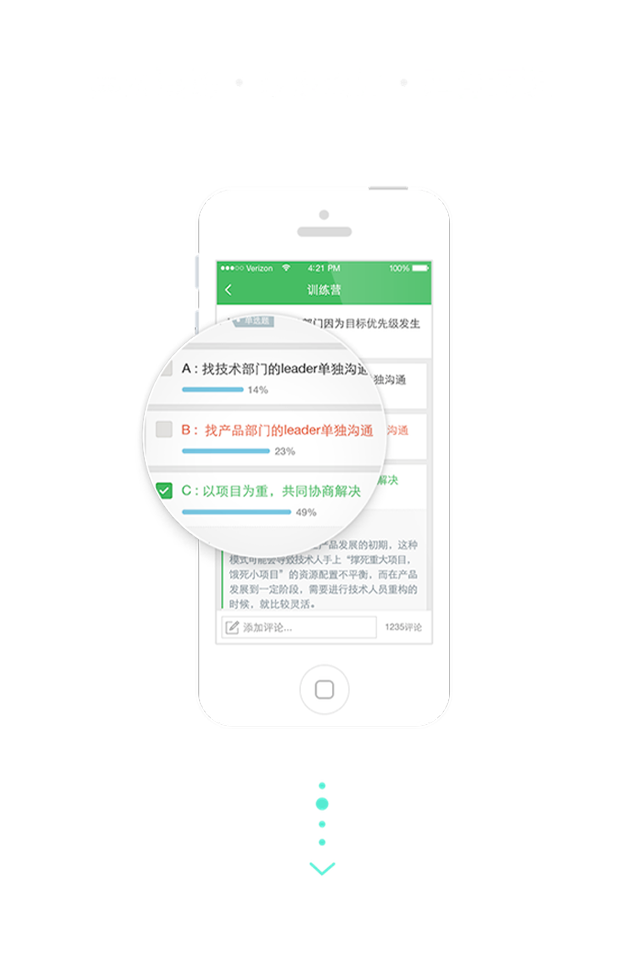 Verizon 4:21 PM 100%
训练营
单选题
部门因为目标优先级发生
A : 找技术部门的leader单独沟通
独沟通
14%
B : 找产品部门的leader单独沟通
沟通
23%
C : 以项目为重，共同协商解决
解决
49%
产品发展的初期，这种
模式可能会导致技术人手上“撑死重大项目，
饿死小项目”的资源配置不平衡，而在产品
发展到一定阶段，需要进行技术人员重构的
时候，就比较灵活。
添加评论... 1235评论